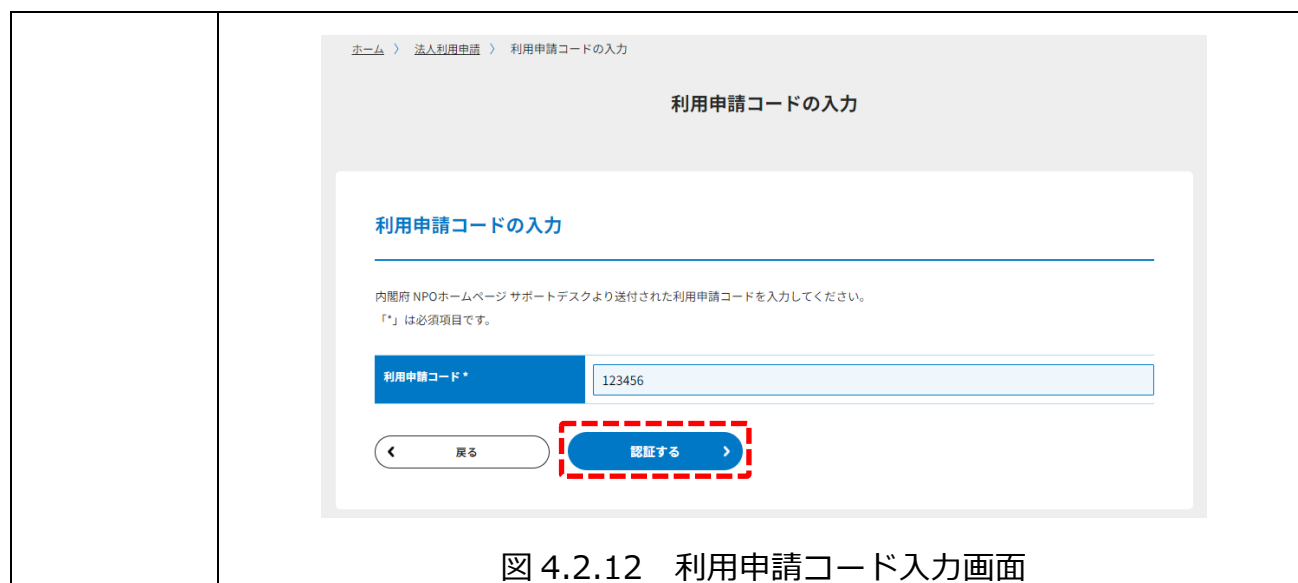 ホーム 〉 法人利用申請 〉 利用申請コードの入力
利用申請コードの入力
利用申請コードの入力
内閣府 NPOホームページ サポートデスクより送付された利用申請コードを入力してください。
「*」は必須項目です。
利用申請コード *
123456
戻る
認証する
図 4.2.12　利用申請コード入力画面